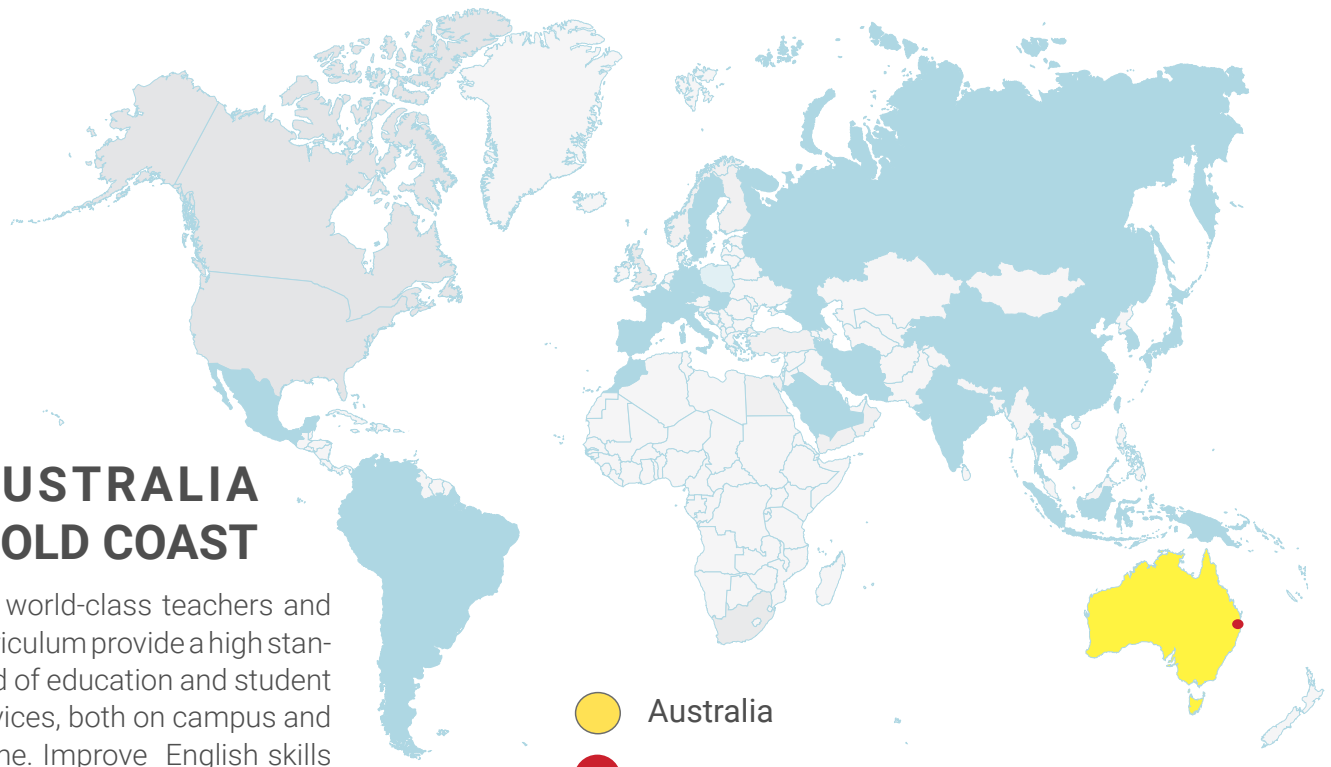 USTRALIA
OLD COAST
world-class teachers and
iculum provide a high stan-
d of education and student
vices, both on campus and
ne. Improve English skills
Australia